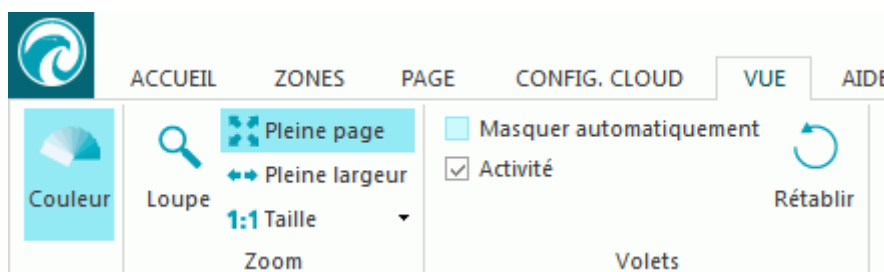 ACCUEIL ZONES PAGE CONFIG. CLOUD VUE AIDE
Couleur
Loupe
Pleine page
Pleine largeur
1:1 Taille
Zoom
Masquer automatiquement
Activité
Rétablir
Volets